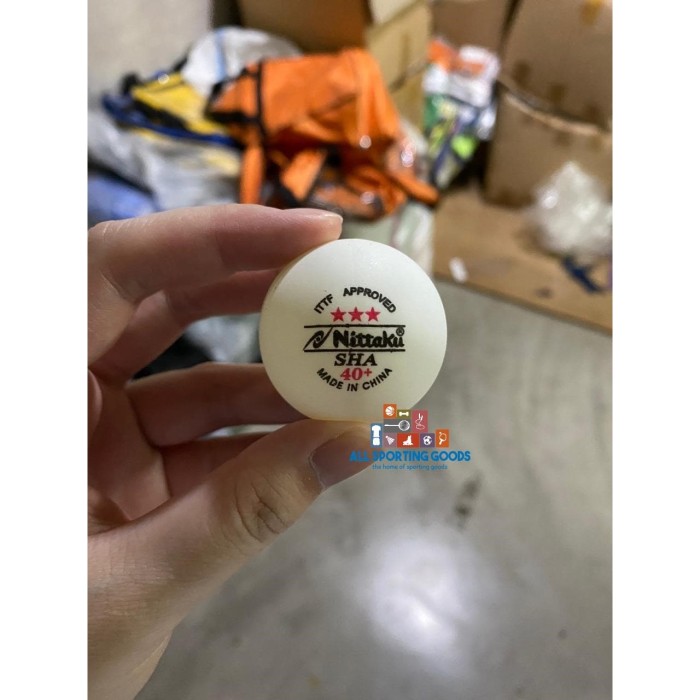 ITTF APPROVED
★★★
Nittaku®
SHA
40+
MADE IN CHINA
ALL SPORTING GOODS
the home of sporting goods